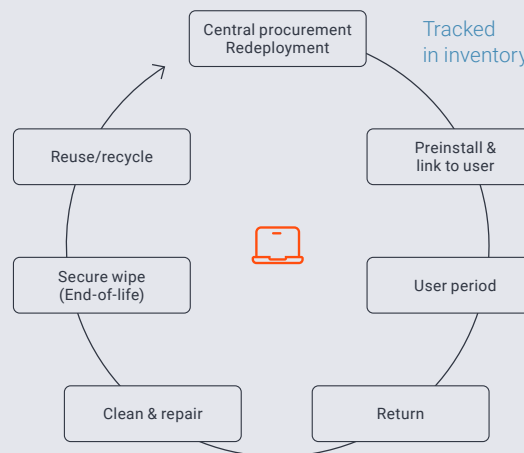 Central procurement
Redeployment
Tracked
in inventory
Preinstall &
link to user
User period
Return
Clean & repair
Secure wipe
(End-of-life)
Reuse/recycle